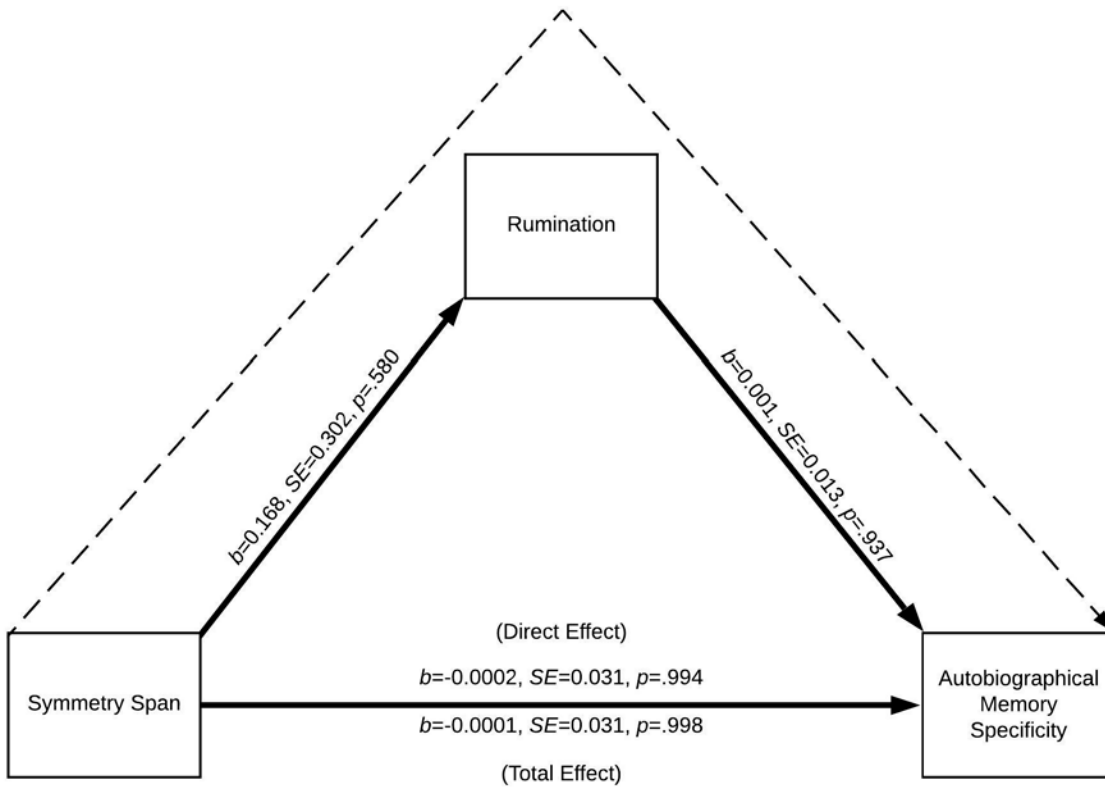 Rumination
b=0.168, SE=0.302, p=.580
b=0.001, SE=0.013, p=.937
(Direct Effect)
b=-0.0002, SE=0.031, p=.994
Symmetry Span
b=-0.0001, SE=0.031, p=.998
(Total Effect)
Autobiographical
Memory
Specificity